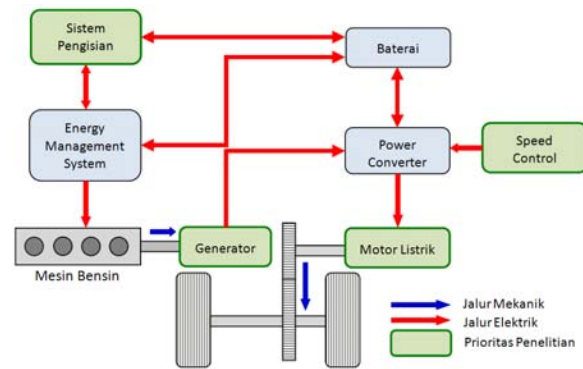 Sistem
Pengisian
Baterai
Energy
Management
System
Power
Converter
Speed
Control
Generator
Motor Listrik
Mesin Bensin
Jalur Mekanik
Jalur Elektrik
Prioritas Penelitian